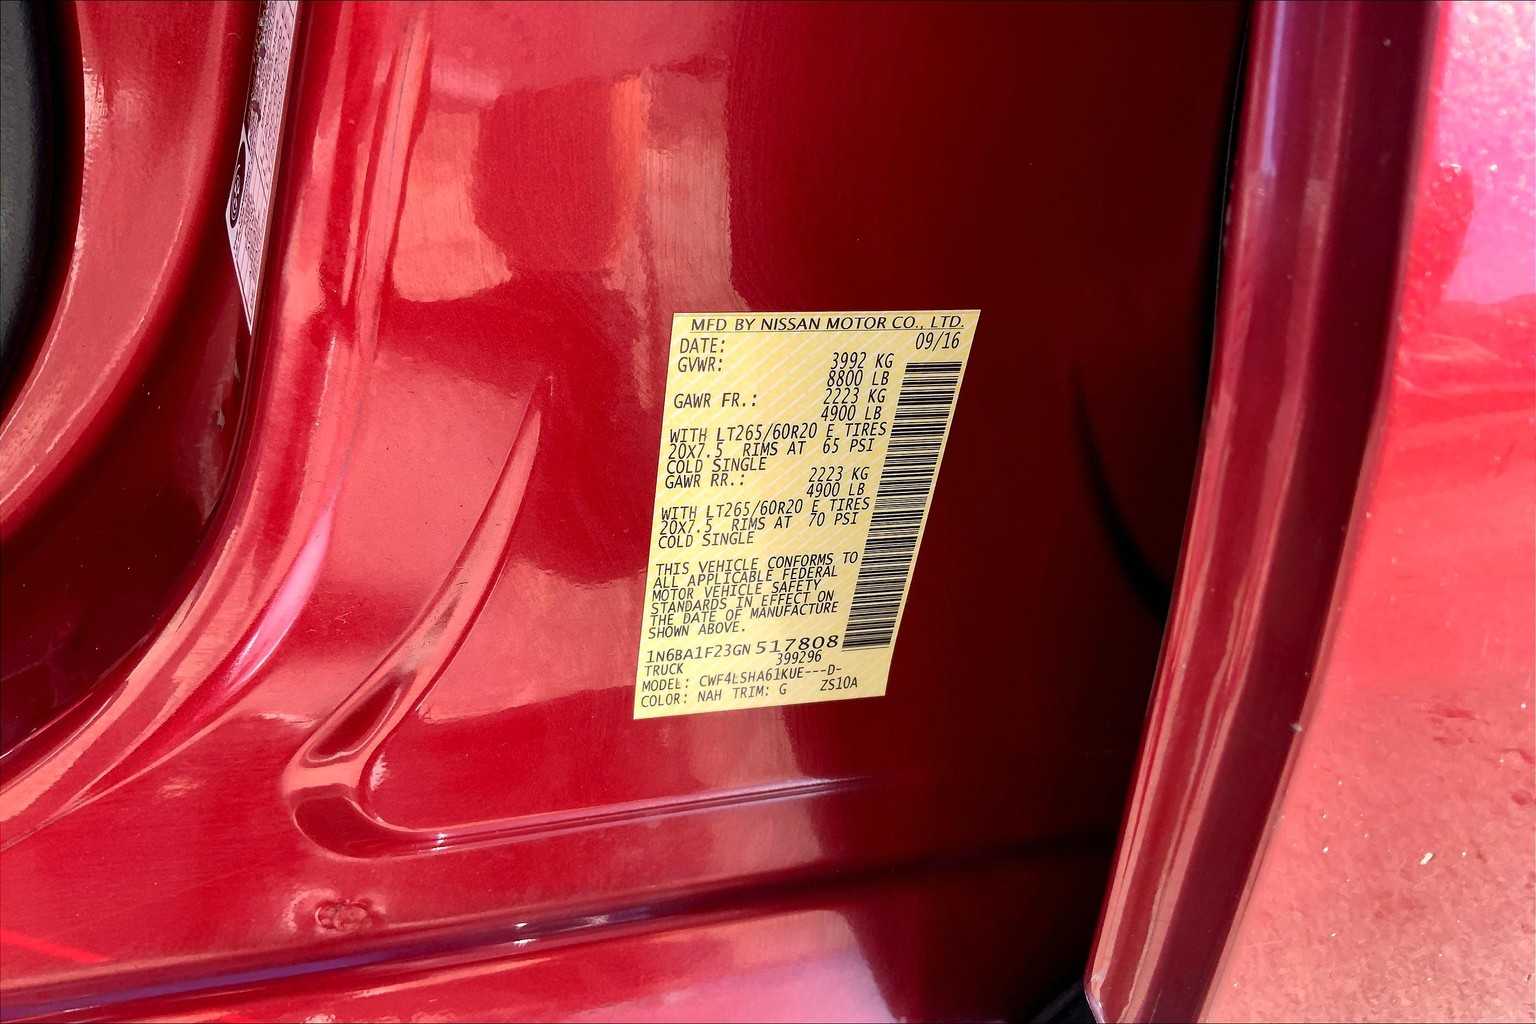 MFD BY NISSAN MOTOR CO., LTD.
DATE: 09/16
GVWR: 3992 KG
8800 LB
GAWR FR.: 2223 KG
4900 LB
WITH LT265/60R20 E TIRES
20X7.5 RIMS AT 65 PSI
COLD SINGLE
GAWR RR.: 2223 KG
4900 LB
WITH LT265/60R20 E TIRES
20X7.5 RIMS AT 70 PSI
COLD SINGLE
THIS VEHICLE CONFORMS TO
ALL APPLICABLE FEDERAL
MOTOR VEHICLE SAFETY
STANDARDS IN EFFECT ON
THE DATE OF MANUFACTURE
SHOWN ABOVE.
1N6BA1F23GN 517808
TRUCK 399296
MODEL: CWF4LSHA61KUE---D-
COLOR: NAH TRIM: G ZS10A